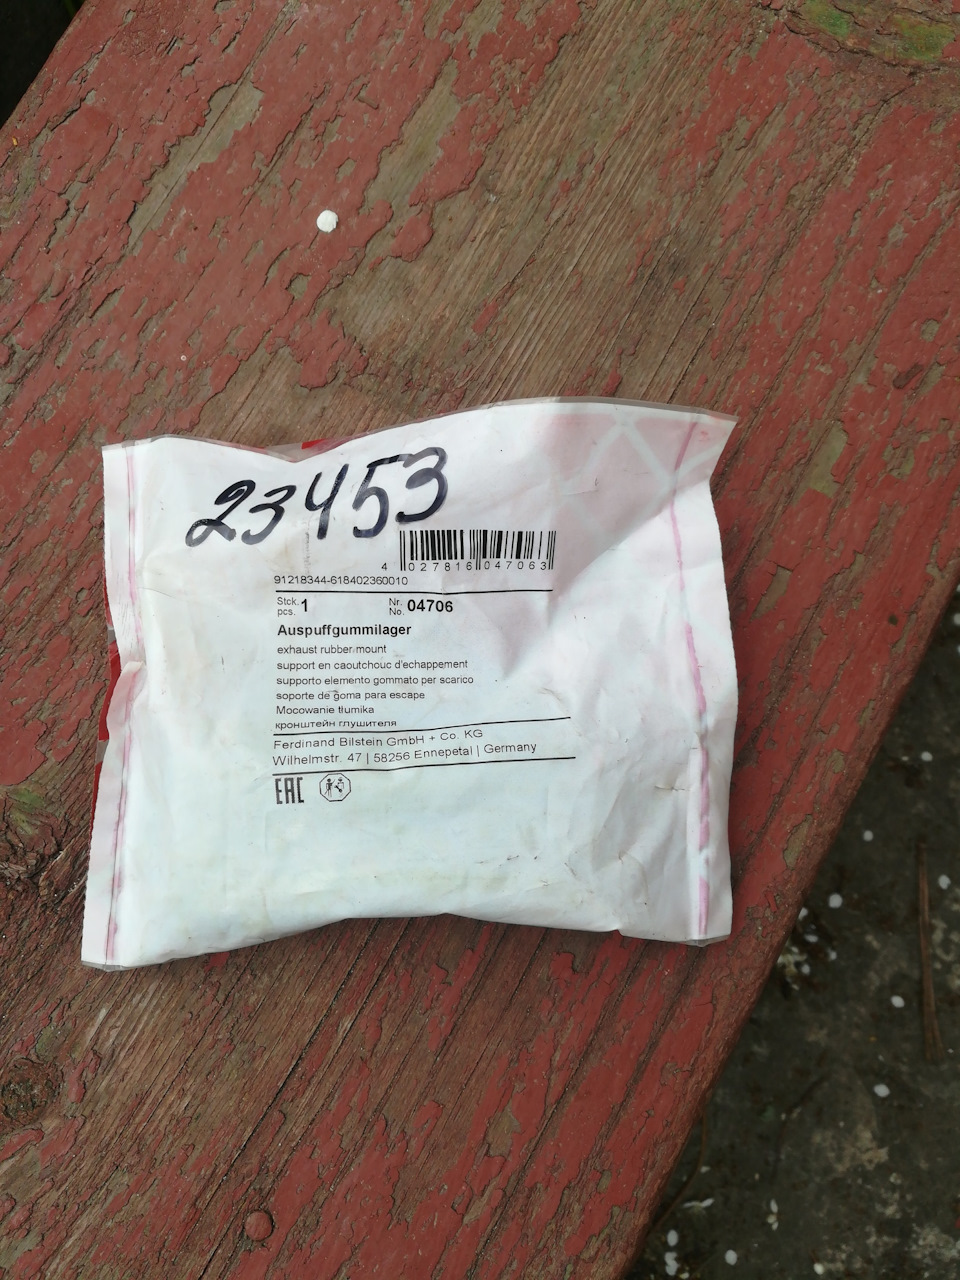 23453
4 027816 047063
91218344-618402360010
Stck. pcs. 1 Nr. No. 04706
Auspuffgummilager
exhaust rubber mount
support en caoutchouc d'echappement
supporto elemento gommato per scarico
soporte de goma para escape
Mocowanie tłumika
кронштейн глушителя
Ferdinand Bilstein GmbH + Co. KG
Wilhelmstr. 47 | 58256 Ennepetal | Germany
EAC